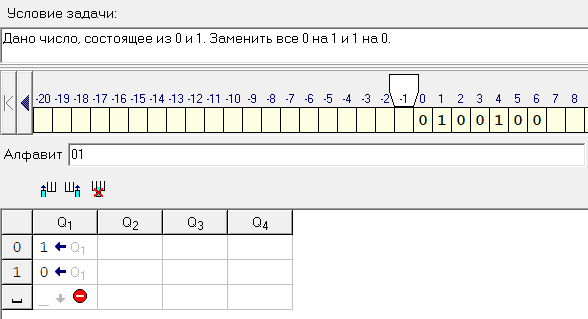 Условие задачи:
Дано число, состоящее из 0 и 1. Заменить все 0 на 1 и 1 на 0.
-20 -19 -18 -17 -16 -15 -14 -13 -12 -11 -10 -9 -8 -7 -6 -5 -4 -3 -2 -1 0 1 2 3 4 5 6 7 8
0 1 0 0 1 0 0
Алфавит 01
Q1 Q2 Q3 Q4
0 1 ← Q1
1 0 ← Q1
_ ↓